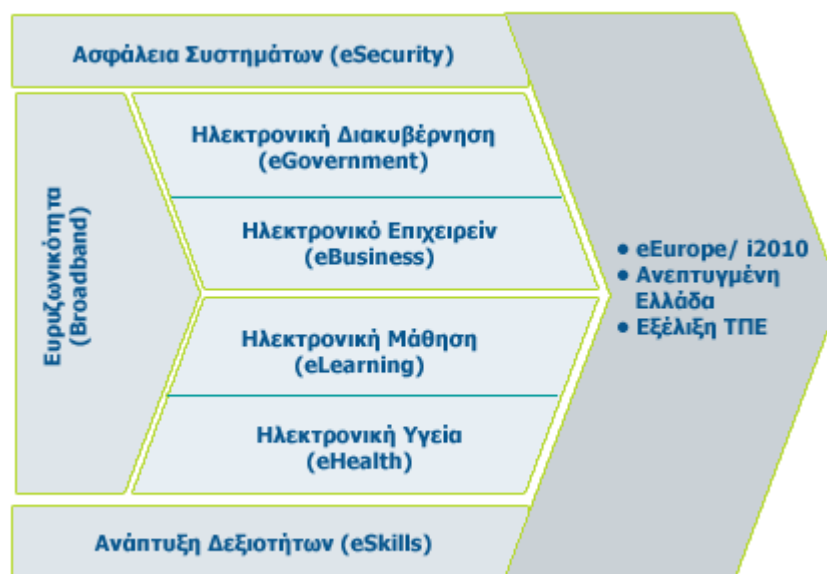 Ασφάλεια Συστημάτων (eSecurity)
Ευρυζωνικότητα
(Broadband)
Ηλεκτρονική Διακυβέρνηση
(eGovernment)
Ηλεκτρονικό Επιχειρείν
(eBusiness)
Ηλεκτρονική Μάθηση
(eLearning)
Ηλεκτρονική Υγεία
(eHealth)
Ανάπτυξη Δεξιοτήτων (eSkills)
• eEurope/ i2010
• Ανεπτυγμένη
Ελλάδα
• Εξέλιξη ΤΠΕ